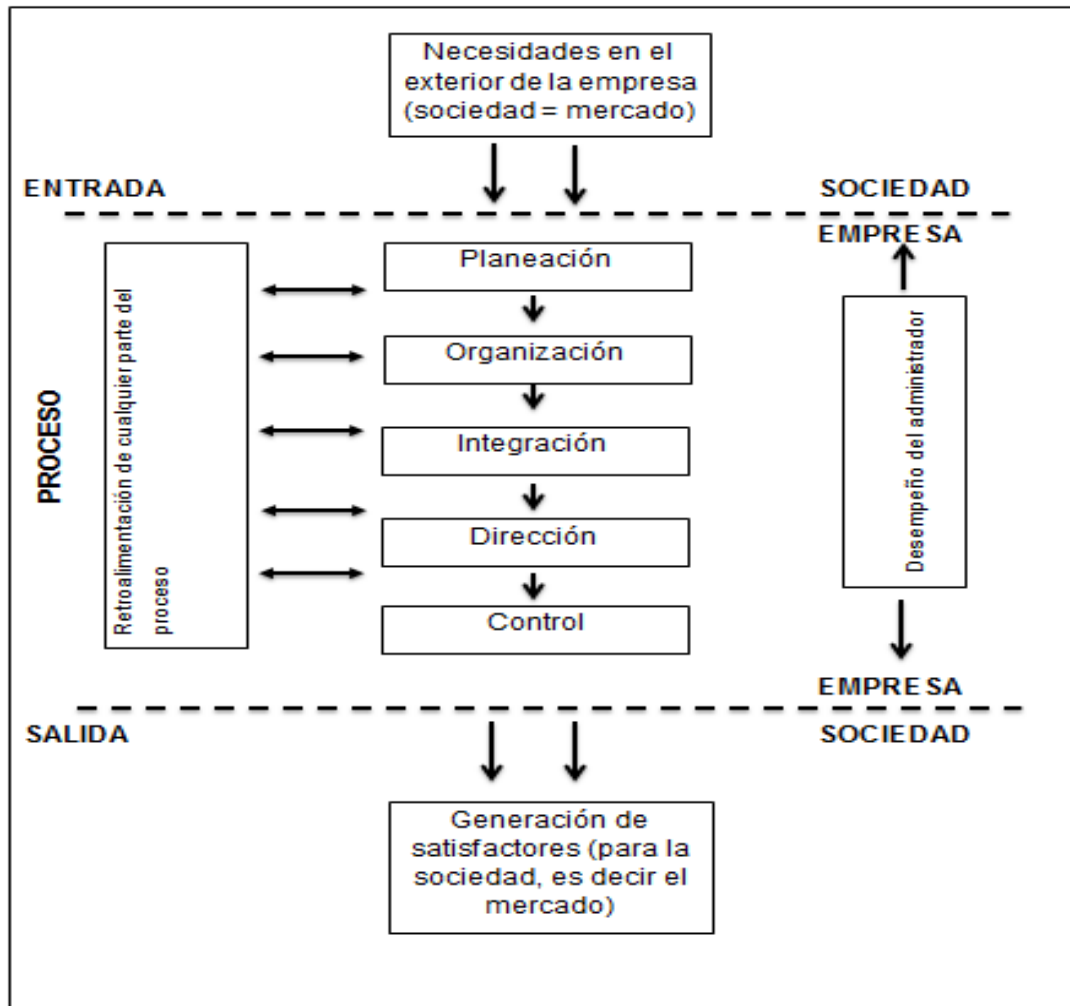 Necesidades en el
exterior de la empresa
(sociedad = mercado)
ENTRADA
SOCIEDAD
EMPRESA
PROCESO
Retroalimentación de cualquier parte del
proceso
Planeación
Organización
Integración
Dirección
Control
Desempeño del administrador
EMPRESA
SALIDA
SOCIEDAD
Generación de
satisfactores (para la
sociedad, es decir el
mercado)